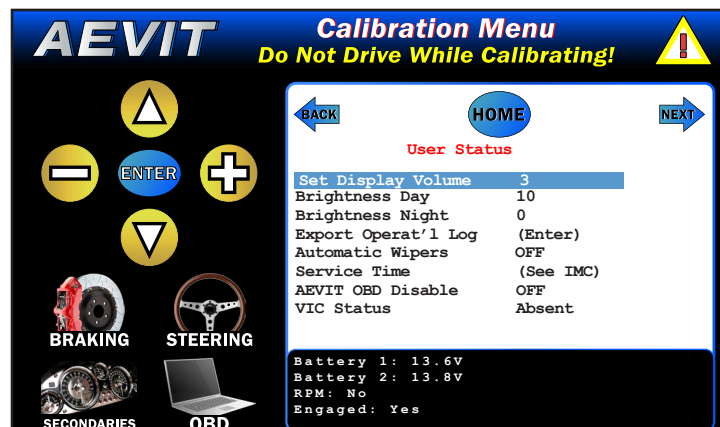 AEVIT
Calibration Menu
Do Not Drive While Calibrating!
BACK
HOME
NEXT
User Status
ENTER
Set Display Volume 3
Brightness Day 10
Brightness Night 0
Export Operat'l Log (Enter)
Automatic Wipers OFF
Service Time (See IMC)
AEVIT OBD Disable OFF
VIC Status Absent
BRAKING
STEERING
SECONDARIES
OBD
Battery 1: 13.6V
Battery 2: 13.8V
RPM: No
Engaged: Yes